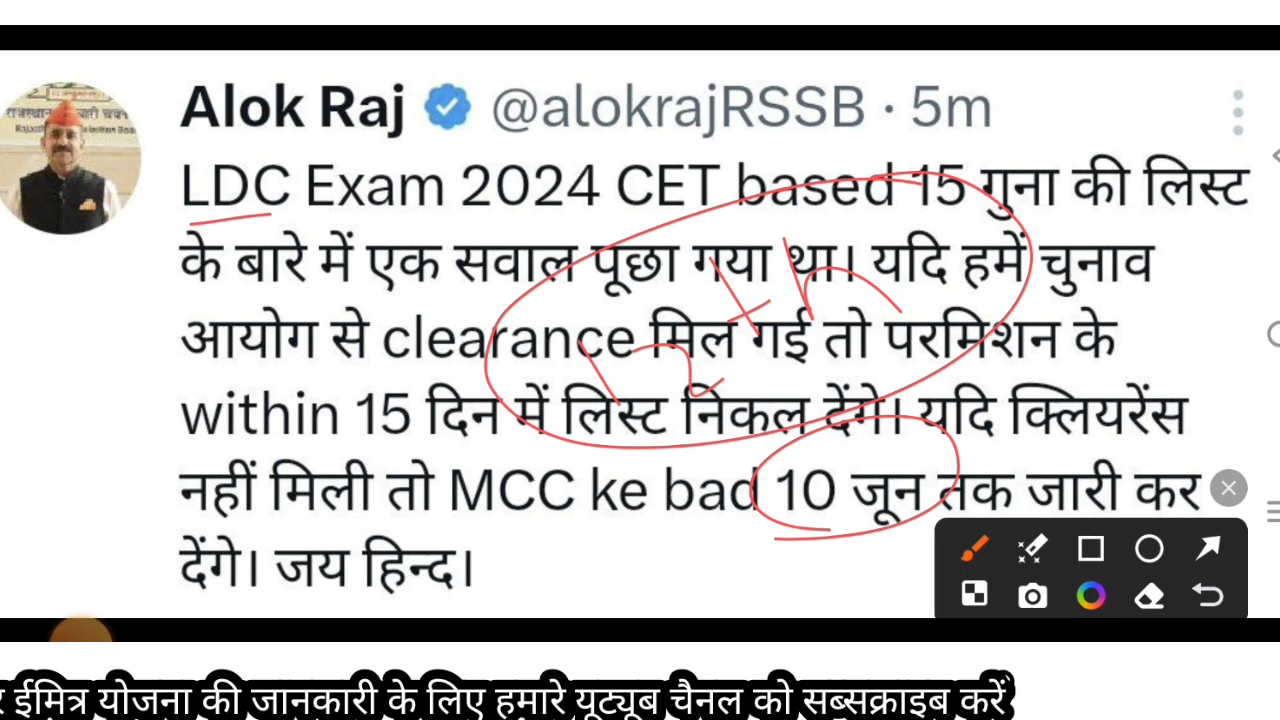 Alok Raj @alokrajRSSB · 5m
LDC Exam 2024 CET based 15 गुना की लिस्ट
के बारे में एक सवाल पूछा गया था। यदि हमें चुनाव
आयोग से clearance मिल गई तो परमिशन के
within 15 दिन में लिस्ट निकल देंगे। यदि क्लियरेंस
नहीं मिली तो MCC ke bad 10 जून तक जारी कर
देंगे। जय हिन्द।
12th
ईमित्र योजना की जानकारी के लिए हमारे यूट्यूब चैनल को सब्सक्राइब करें